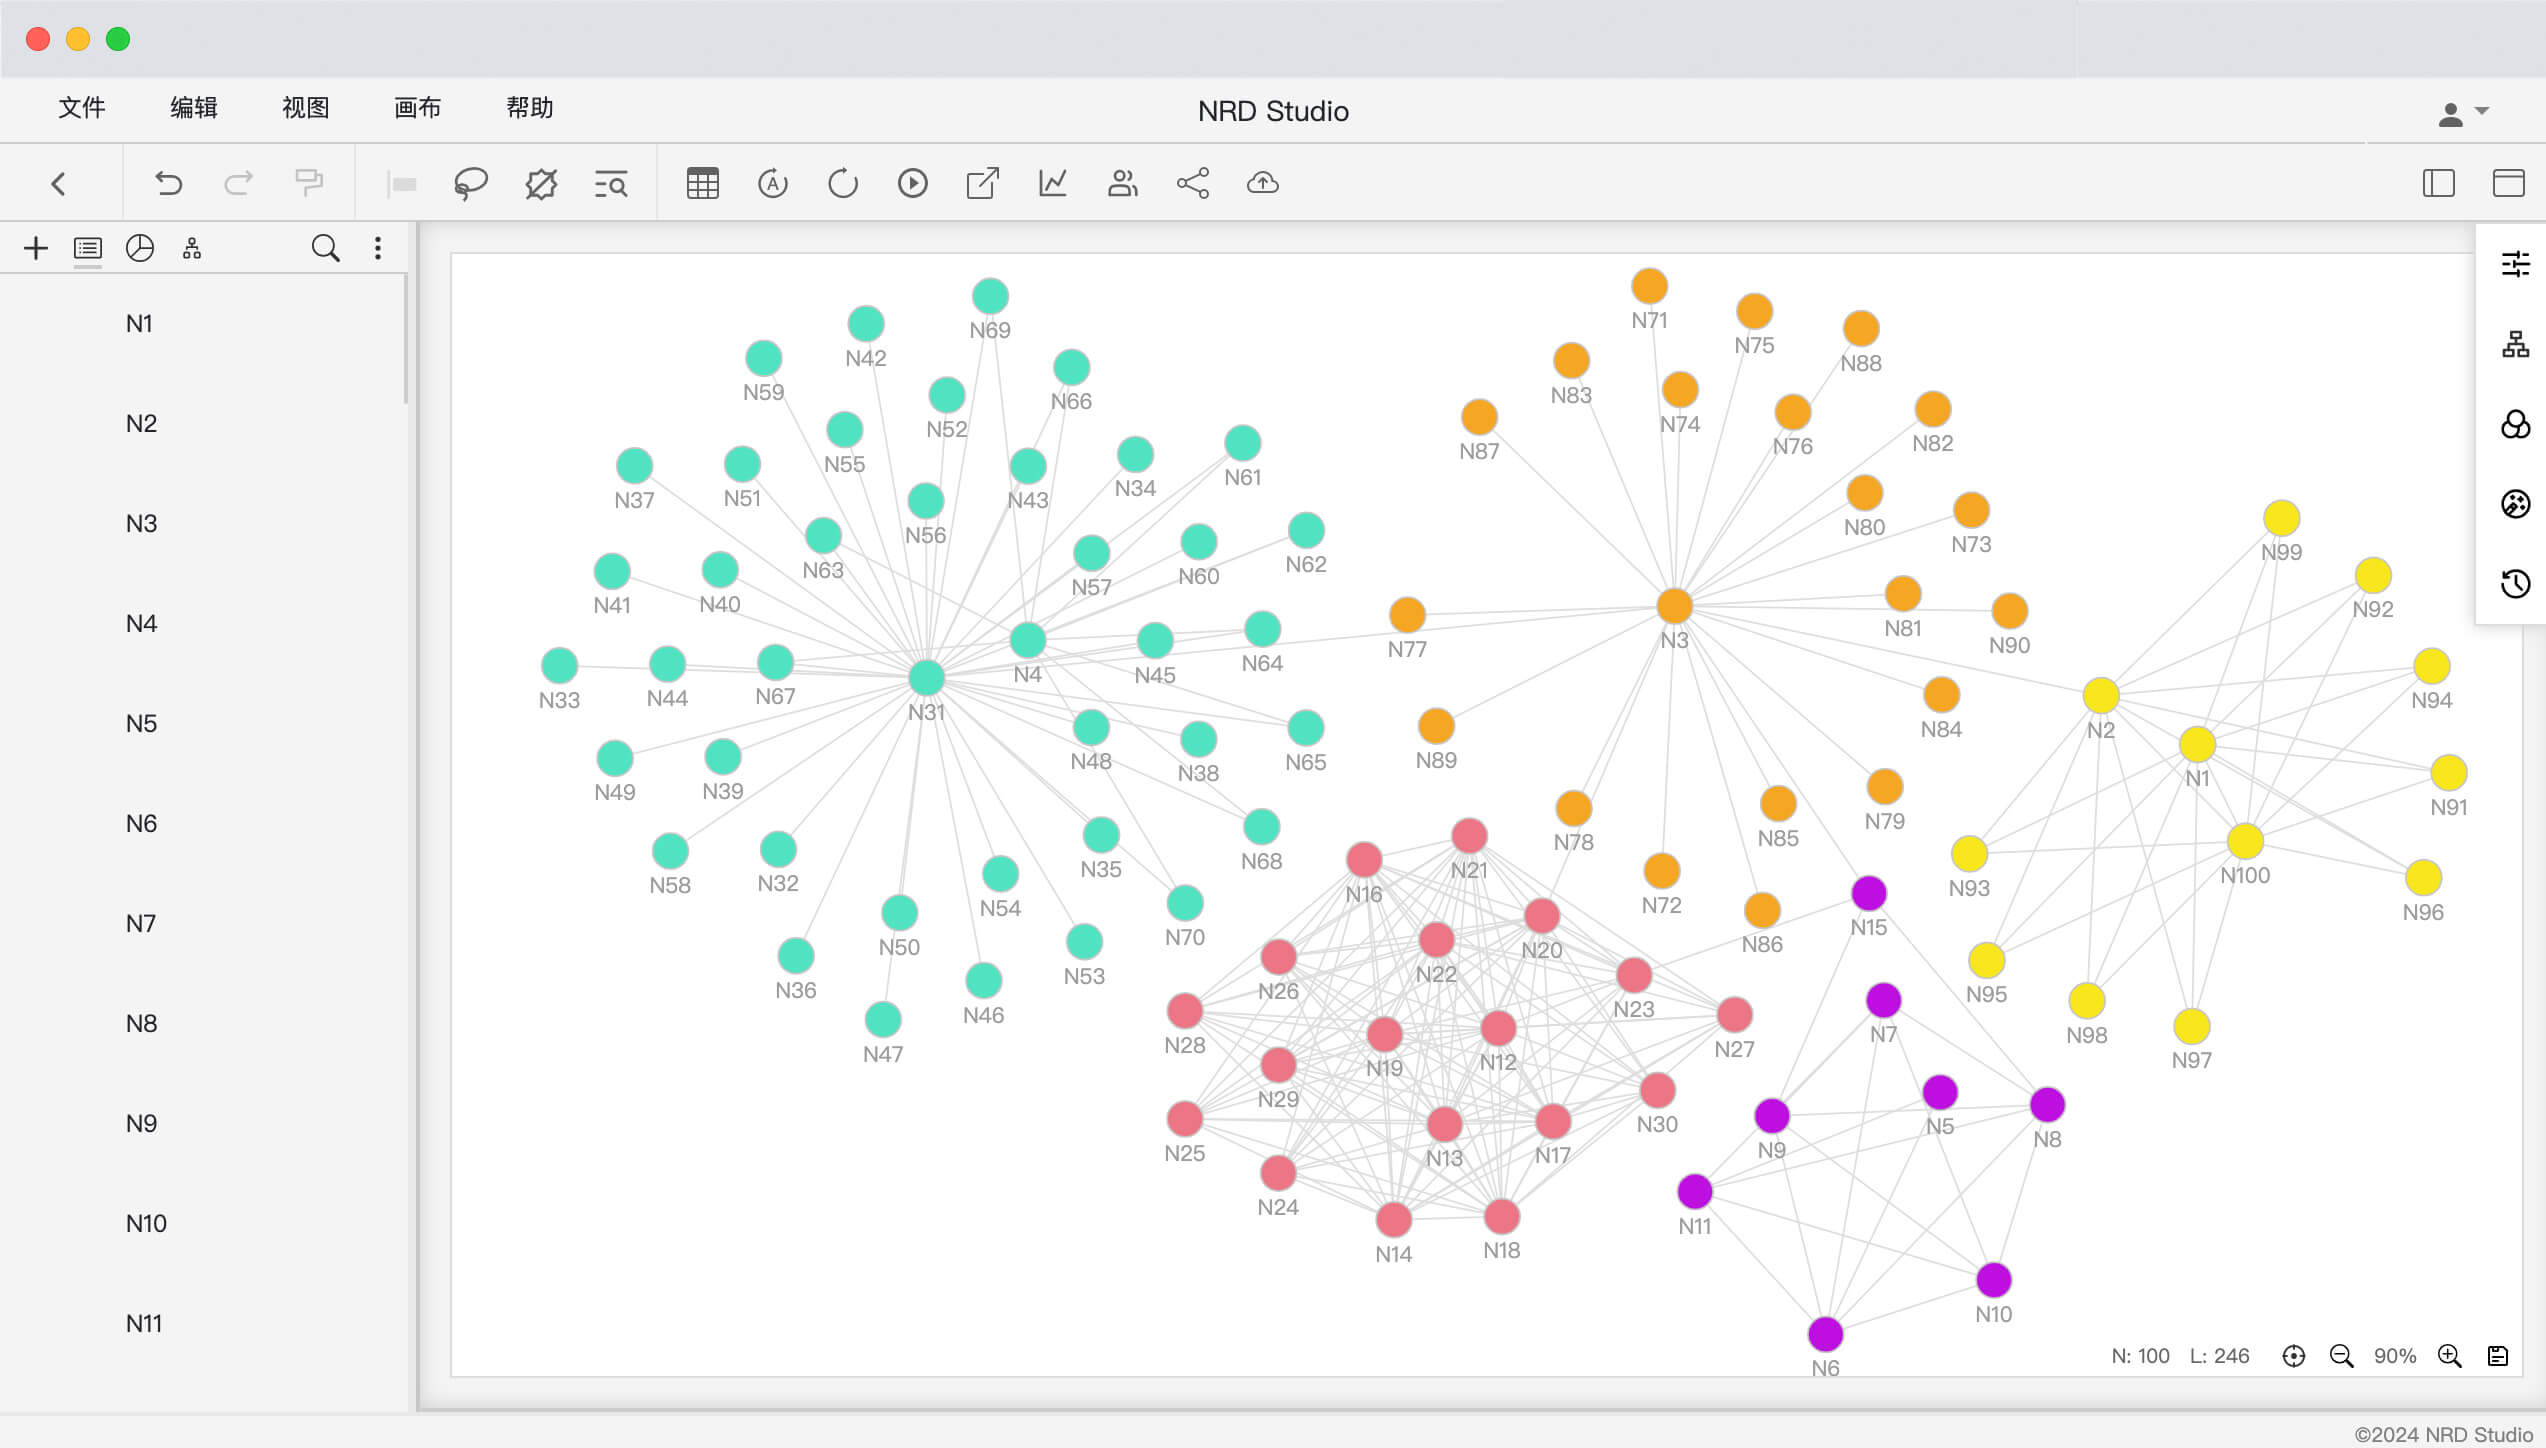 文件 编辑 视图 画布 帮助 NRD Studio
N1
N2
N3
N4
N5
N6
N7
N8
N9
N10
N11
N69
N42
N59
N66
N52
N55
N61
N34
N43
N51
N37
N56
N63
N62
N60
N57
N40
N41
N4
N45
N64
N67
N44
N33
N31
N48
N38
N65
N39
N49
N68
N35
N32
N58
N54
N70
N50
N53
N36
N46
N47
N71
N75
N88
N83
N74
N76
N82
N87
N80
N73
N77
N3
N81
N90
N84
N89
N79
N85
N78
N72
N86
N99
N92
N94
N2
N1
N91
N93
N100
N96
N95
N98
N97
N21
N16
N20
N22
N26
N23
N28
N19
N12
N27
N29
N30
N25
N13
N17
N24
N14
N18
N15
N7
N5
N8
N9
N11
N10
N6
N: 100 L: 246 90%
©2024 NRD Studio